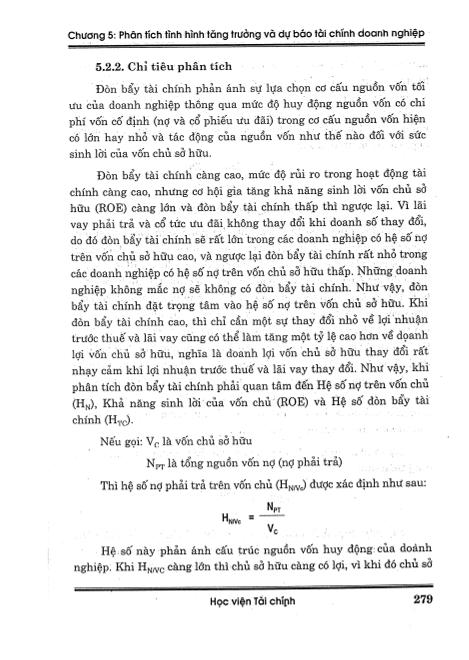 Chương 5: Phân tích tình hình tăng trưởng và dự báo tài chính doanh nghiệp
5.2.2. Chỉ tiêu phân tích
Đòn bẩy tài chính phản ánh sự lựa chọn cơ cấu nguồn vốn tối
ưu của doanh nghiệp thông qua mức độ huy động nguồn vốn có chi
phí vốn cố định (nợ và cổ phiếu ưu đãi) trong cơ cấu nguồn vốn hiện
có lớn hay nhỏ và tác động của nguồn vốn như thế nào đối với sức
sinh lời của vốn chủ sở hữu.
Đòn bẩy tài chính càng cao, mức độ rủi ro trong hoạt động tài
chính càng cao, nhưng cơ hội gia tăng khả năng sinh lời vốn chủ sở
hữu (ROE) càng lớn và đòn bẩy tài chính thấp thì ngược lại. Vì lãi
vay phải trả và cổ tức ưu đãi không thay đổi khi doanh số thay đổi,
do đó đòn bẩy tài chính sẽ rất lớn trong các doanh nghiệp có hệ số nợ
trên vốn chủ sở hữu cao, và ngược lại đòn bẩy tài chính rất nhỏ trong
các doanh nghiệp có hệ số nợ trên vốn chủ sở hữu thấp. Những doanh
nghiệp không mắc nợ sẽ không có đòn bẩy tài chính. Như vậy, đòn
bẩy tài chính đặt trọng tâm vào hệ số nợ trên vốn chủ sở hữu. Khi
đòn bẩy tài chính cao, thì chỉ cần một sự thay đổi nhỏ về lợi nhuận
trước thuế và lãi vay cũng có thể làm tăng một tỷ lệ cao hơn về doanh
lợi vốn chủ sở hữu, nghĩa là doanh lợi vốn chủ sở hữu thay đổi rất
nhạy cảm khi lợi nhuận trước thuế và lãi vay thay đổi. Như vậy, khi
phân tích đòn bẩy tài chính phải quan tâm đến Hệ số nợ trên vốn chủ
(H_N), Khả năng sinh lời của vốn chủ (ROE) và Hệ số đòn bẩy tài
chính (H_TC).
Nếu gọi: V_C là vốn chủ sở hữu
N_PT là tổng nguồn vốn nợ (nợ phải trả)
Thì hệ số nợ phải trả trên vốn chủ (H_N/Vc) được xác định như sau:
H_N/Vc = N_PT / V_C
Hệ số này phản ánh cấu trúc nguồn vốn huy động của doanh
nghiệp. Khi H_N/VC càng lớn thì chủ sở hữu càng có lợi, vì khi đó chủ sở
Học viện Tài chính
279